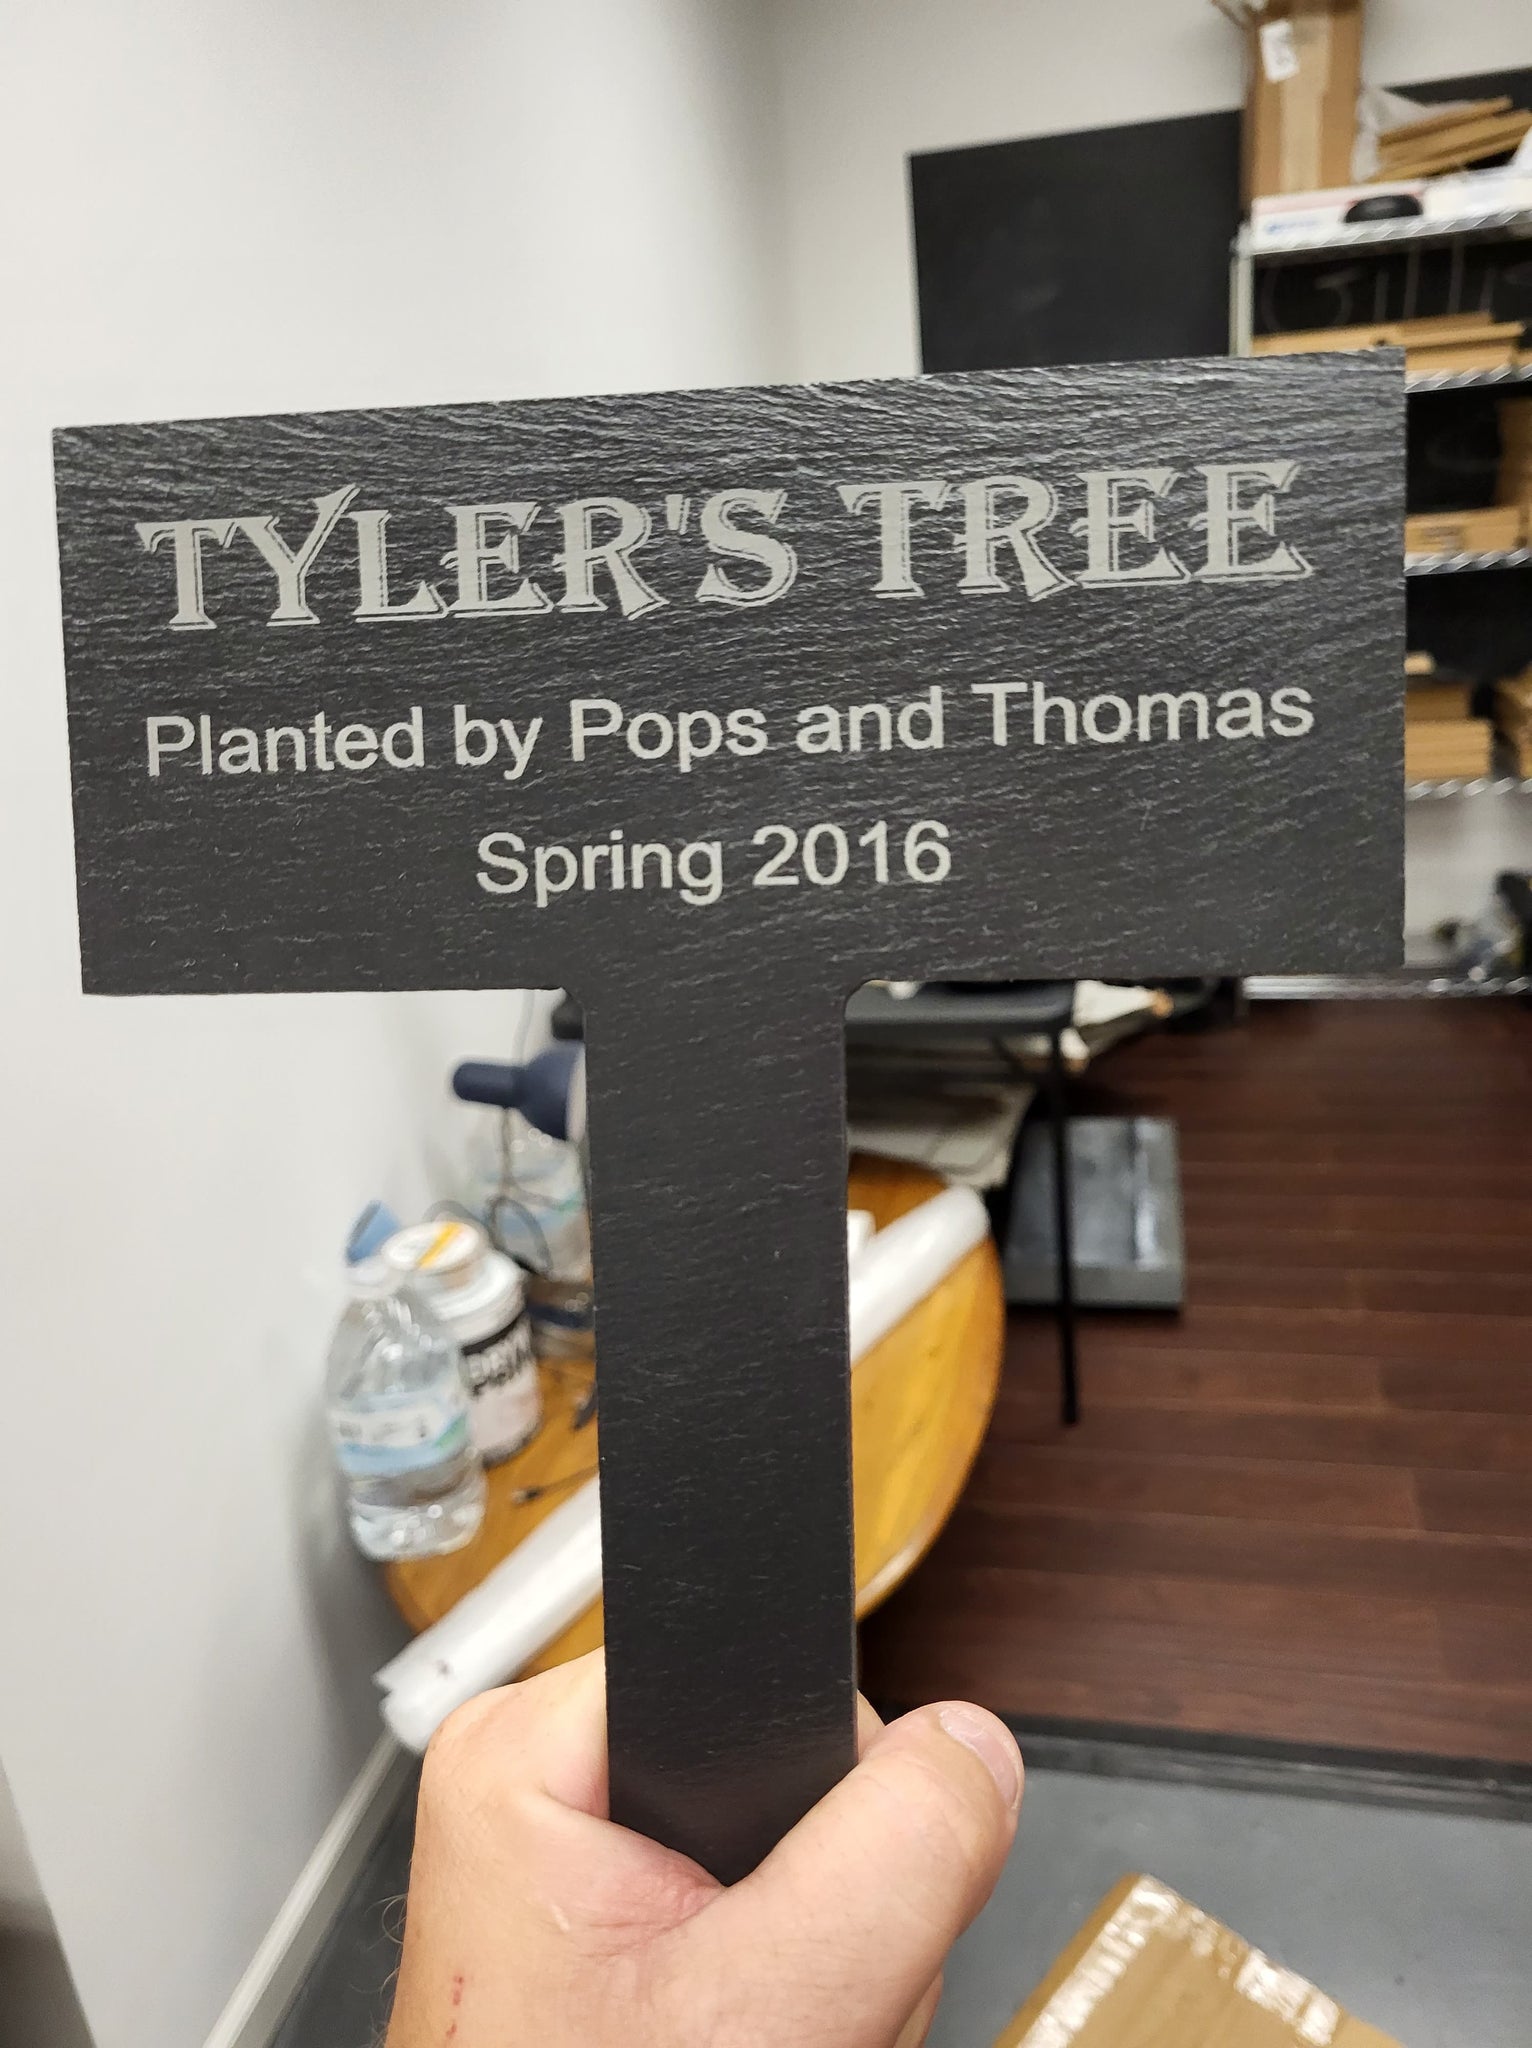 TYLER'S TREE
Planted by Pops and Thomas
Spring 2016